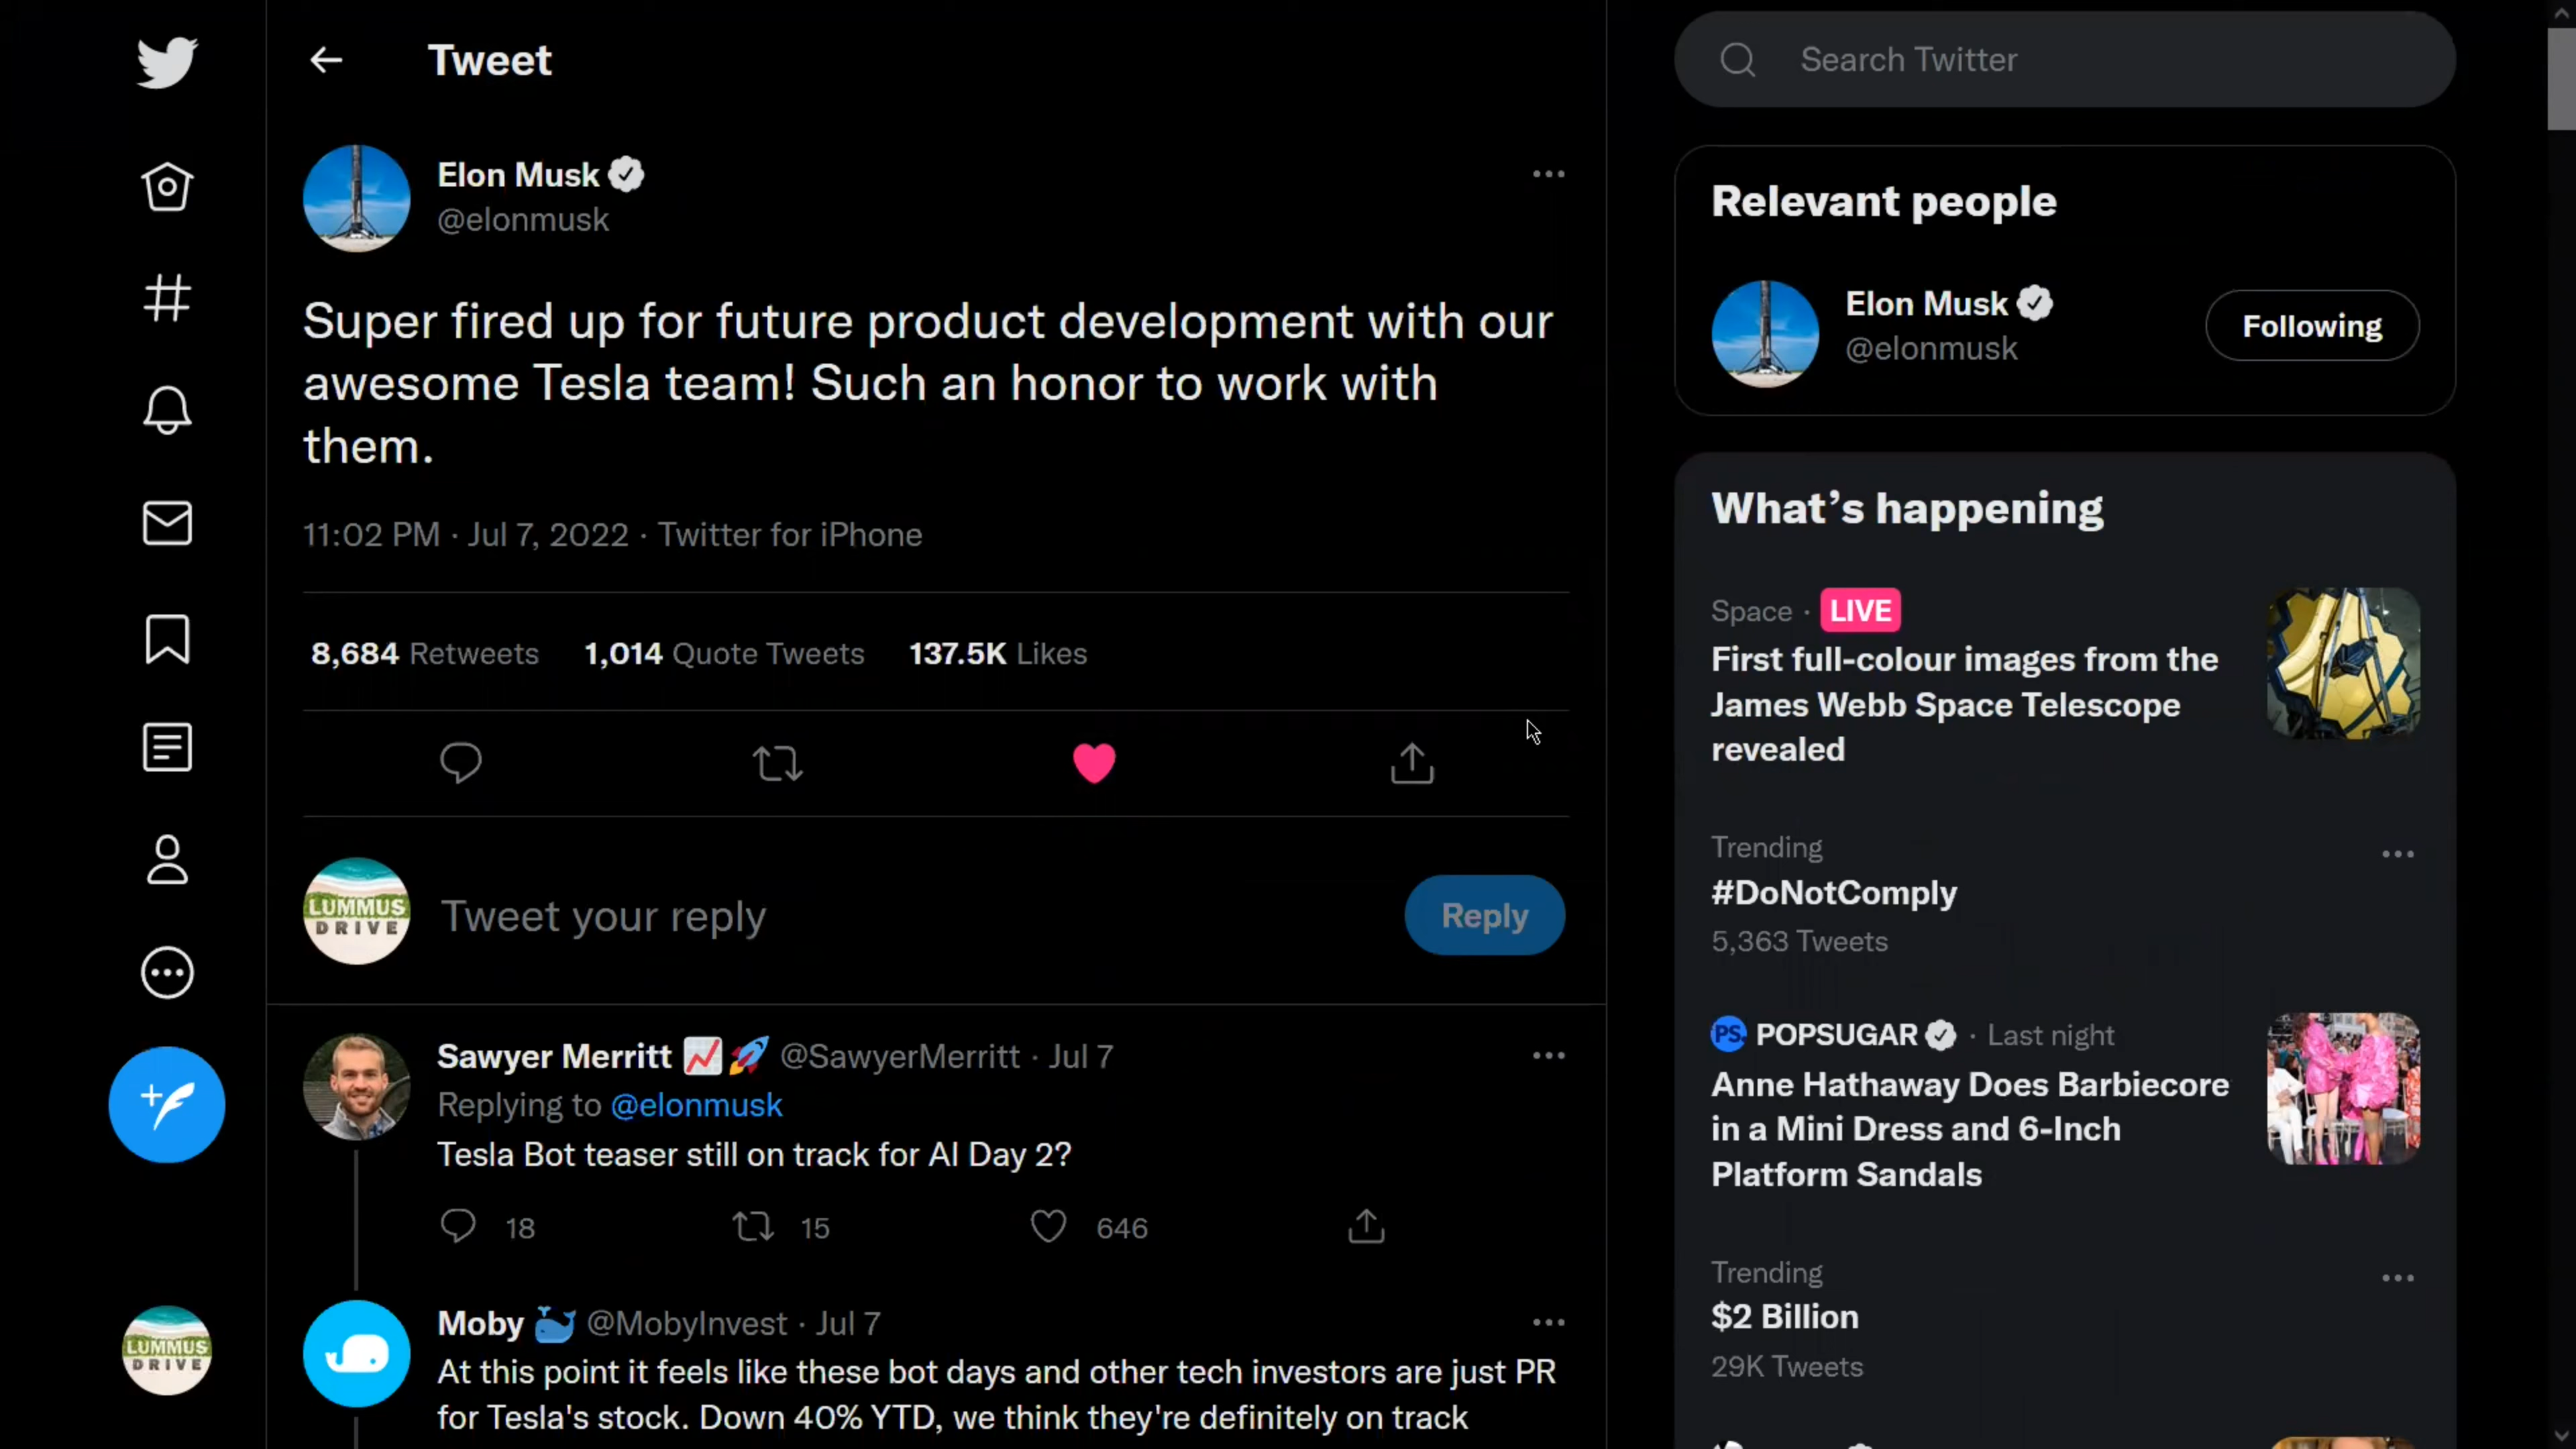 Tweet
Elon Musk
@elonmusk
Super fired up for future product development with our
awesome Tesla team! Such an honor to work with
them.
11:02 PM · Jul 7, 2022 · Twitter for iPhone
8,684 Retweets 1,014 Quote Tweets 137.5K Likes
LUMMUS
DRIVE
Tweet your reply
Reply
Sawyer Merritt 📈🚀 @SawyerMerritt · Jul 7
Replying to @elonmusk
Tesla Bot teaser still on track for AI Day 2?
18 15 646
Moby 🐳 @MobyInvest · Jul 7
At this point it feels like these bot days and other tech investors are just PR
for Tesla's stock. Down 40% YTD, we think they're definitely on track
LUMMUS
DRIVE
Search Twitter
Relevant people
Elon Musk
@elonmusk
Following
What's happening
Space · LIVE
First full-colour images from the
James Webb Space Telescope
revealed
Trending
#DoNotComply
5,363 Tweets
PS. POPSUGAR · Last night
Anne Hathaway Does Barbiecore
in a Mini Dress and 6-Inch
Platform Sandals
Trending
$2 Billion
29K Tweets